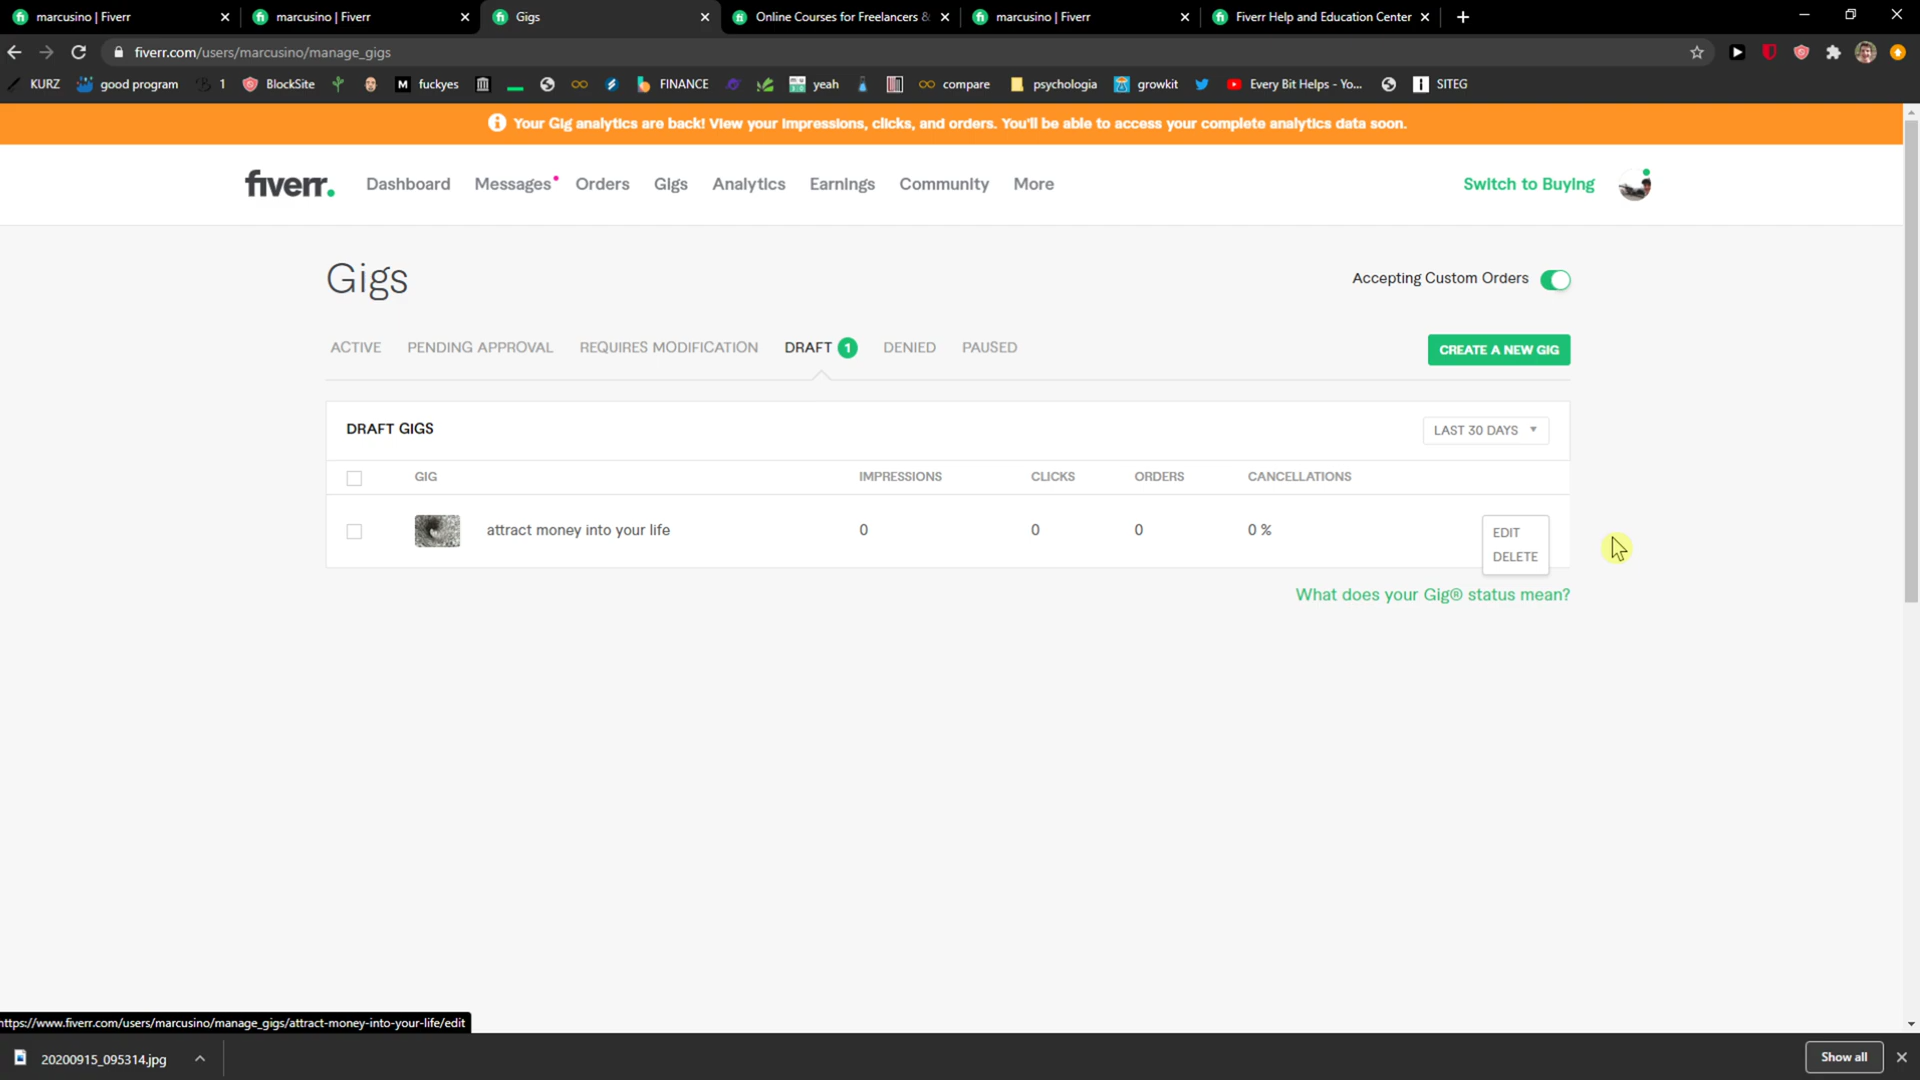 marcusino | Fiverr
marcusino | Fiverr
Gigs
Online Courses for Freelancers &
marcusino | Fiverr
Fiverr Help and Education Center
fiverr.com/users/marcusino/manage_gigs
KURZ
good program
1
BlockSite
M
fuckyes
FINANCE
yeah
compare
psychologia
growkit
Every Bit Helps - Yo...
SITEG
Your Gig analytics are back! View your impressions, clicks, and orders. You'll be able to access your complete analytics data soon.
fiverr.
Dashboard
Messages
Orders
Gigs
Analytics
Earnings
Community
More
Switch to Buying
Gigs
Accepting Custom Orders
ACTIVE
PENDING APPROVAL
REQUIRES MODIFICATION
DRAFT 1
DENIED
PAUSED
CREATE A NEW GIG
DRAFT GIGS
LAST 30 DAYS
GIG
IMPRESSIONS
CLICKS
ORDERS
CANCELLATIONS
attract money into your life
0
0
0
0 %
EDIT
DELETE
What does your Gig® status mean?
https://www.fiverr.com/users/marcusino/manage_gigs/attract-money-into-your-life/edit
20200915_095314.jpg
Show all